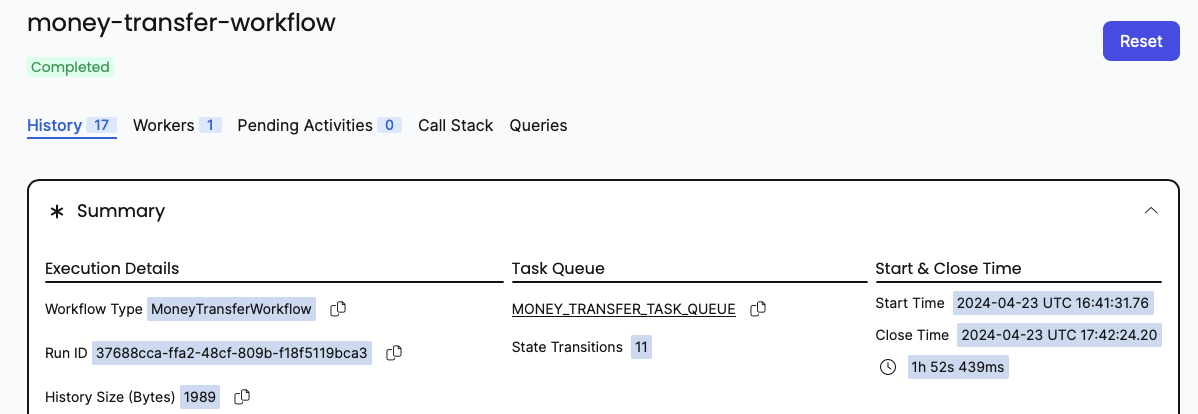 money-transfer-workflow
Reset
Completed
History 17 Workers 1 Pending Activities 0 Call Stack Queries
Summary
Execution Details
Workflow Type MoneyTransferWorkflow
Run ID 37688cca-ffa2-48cf-809b-f18f5119bca3
History Size (Bytes) 1989
Task Queue
MONEY_TRANSFER_TASK_QUEUE
State Transitions 11
Start & Close Time
Start Time 2024-04-23 UTC 16:41:31.76
Close Time 2024-04-23 UTC 17:42:24.20
1h 52s 439ms